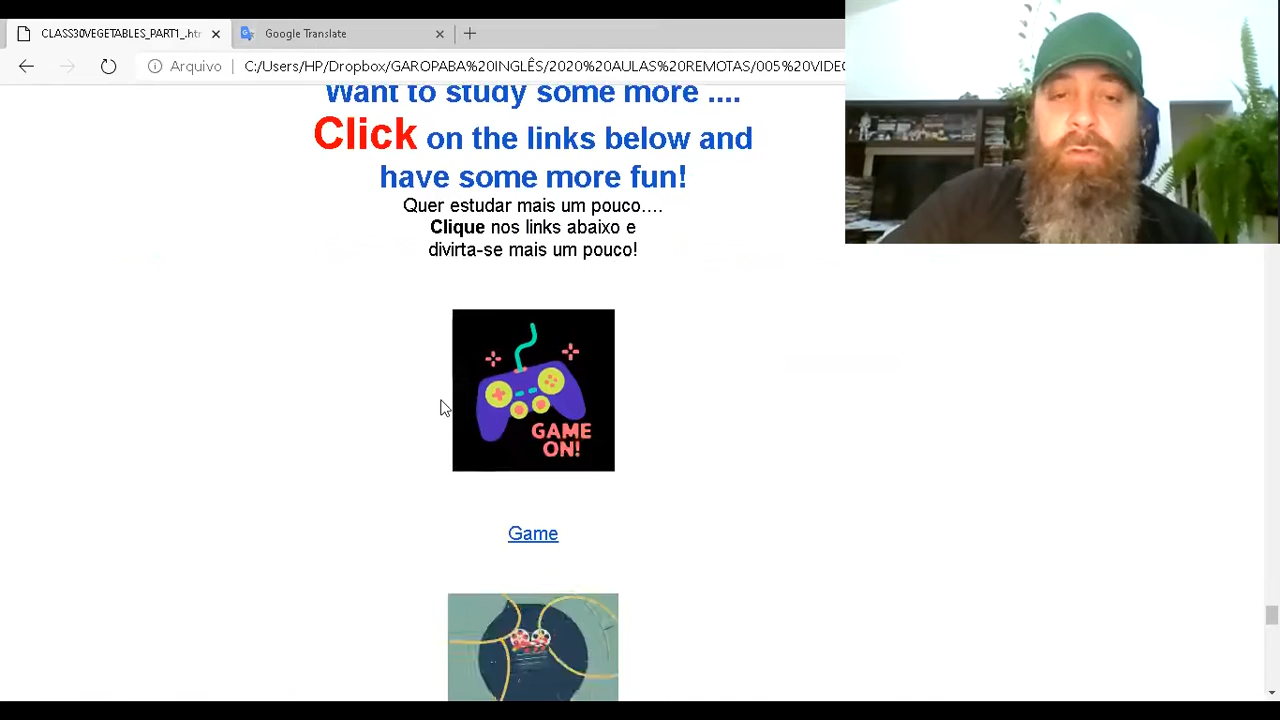 CLASS30VEGETABLES_PART1_.htm
Google Translate
Arquivo
C:/Users/HP/Dropbox/GAROPABA%20INGLÊS/2020%20AULAS%20REMOTAS/005%20VIDEO
Want to study some more ....
Click on the links below and
have some more fun!
Quer estudar mais um pouco....
Clique nos links abaixo e
divirta-se mais um pouco!
GAME
ON!
Game